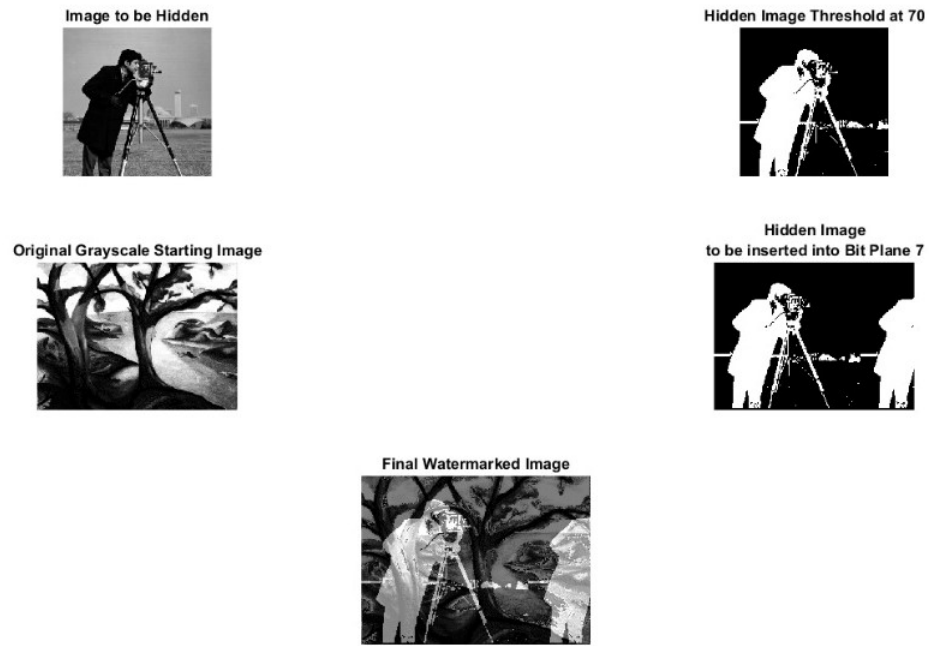 Image to be Hidden
Hidden Image Threshold at 70
Original Grayscale Starting Image
Hidden Image
to be inserted into Bit Plane 7
Final Watermarked Image